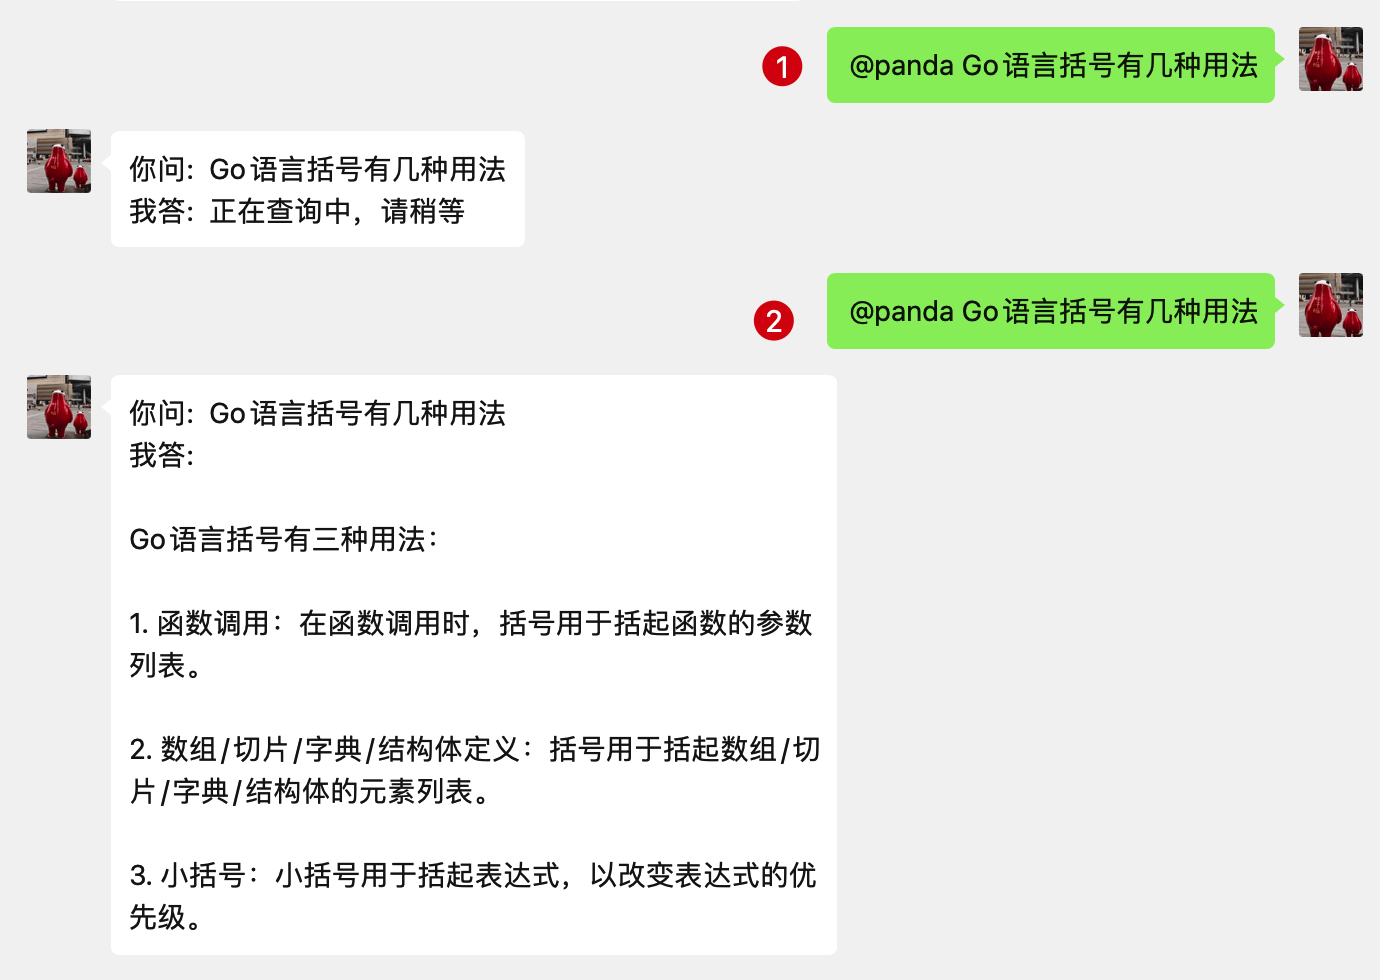 1
@panda Go语言括号有几种用法
你问：Go语言括号有几种用法
我答：正在查询中，请稍等
2
@panda Go语言括号有几种用法
你问：Go语言括号有几种用法
我答：
Go语言括号有三种用法：
1. 函数调用：在函数调用时，括号用于括起函数的参数
列表。
2. 数组/切片/字典/结构体定义：括号用于括起数组/切
片/字典/结构体的元素列表。
3. 小括号：小括号用于括起表达式，以改变表达式的优
先级。